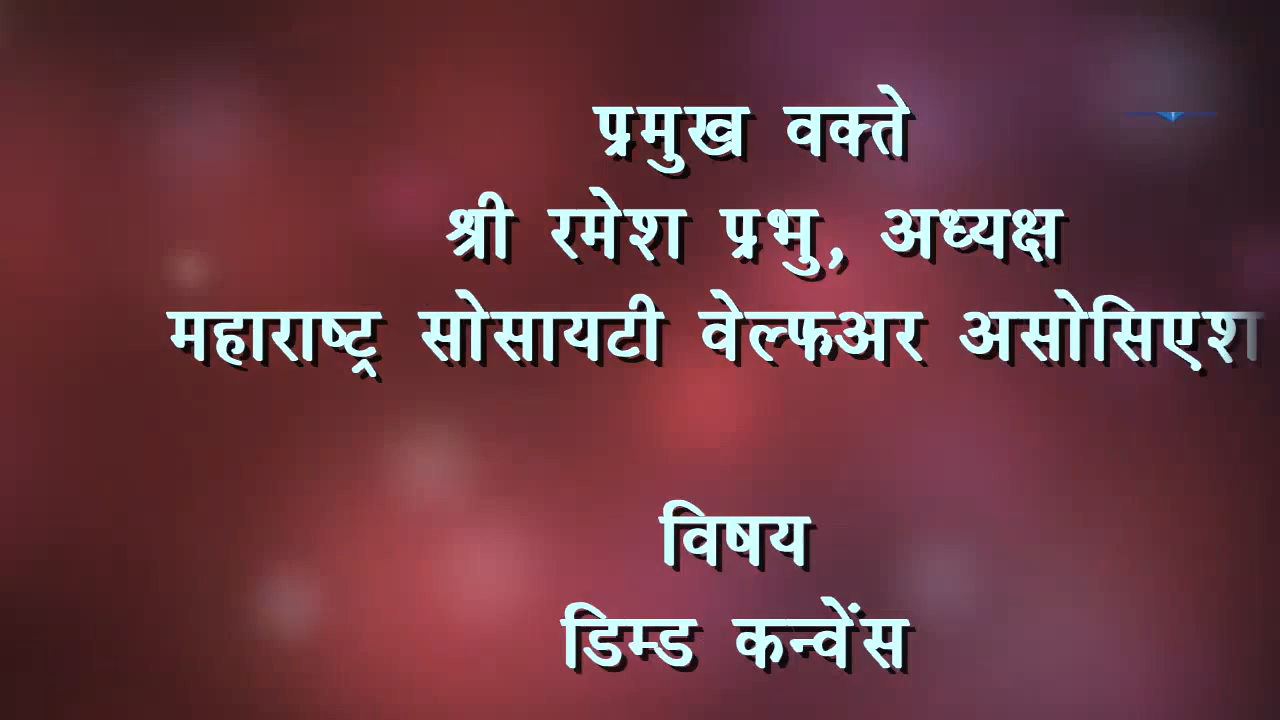 प्रमुख वक्ते
श्री रमेश प्रभु, अध्यक्ष
महाराष्ट्र सोसायटी वेल्फअर असोसिएश
विषय
डिम्ड कन्वेंस